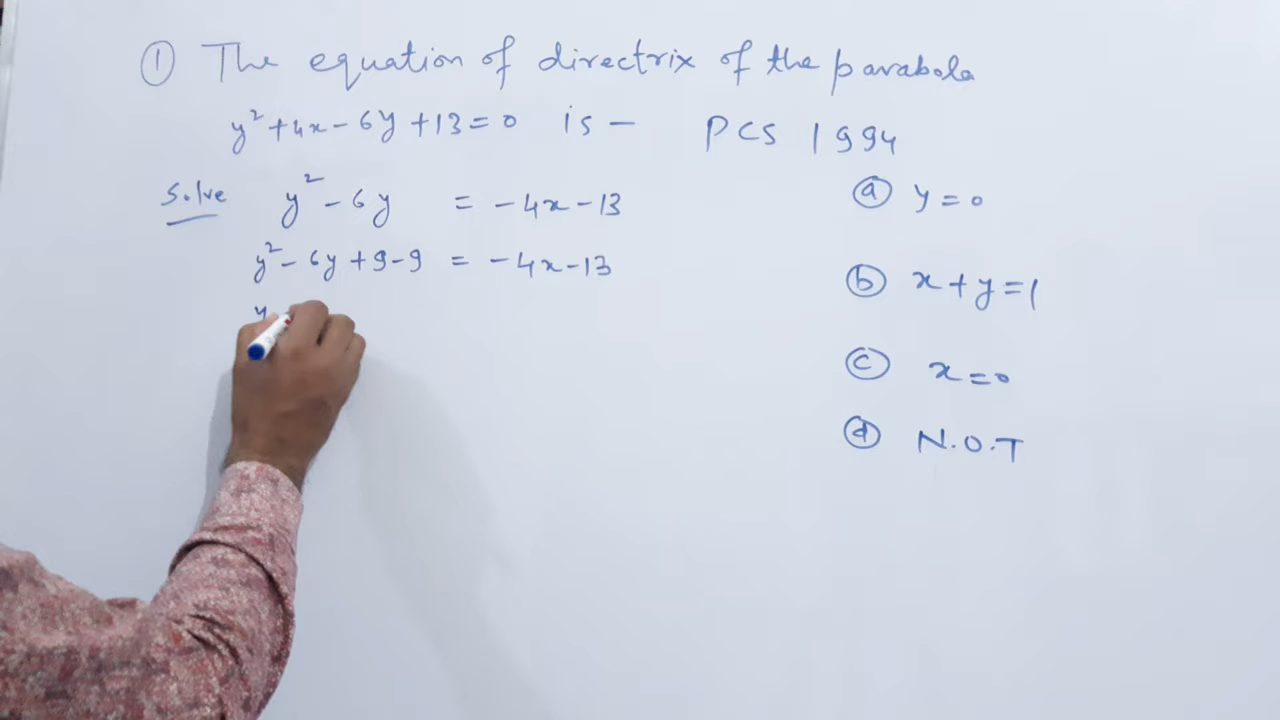 ① The equation of directrix of the parabola
y² + 4x - 6y + 13 = 0 is — PCS 1994
Solve y² - 6y = -4x - 13
ⓐ y = 0
y² - 6y + 9 - 9 = -4x - 13
ⓑ x + y = 1
y
ⓒ x = 0
ⓓ N.O.T